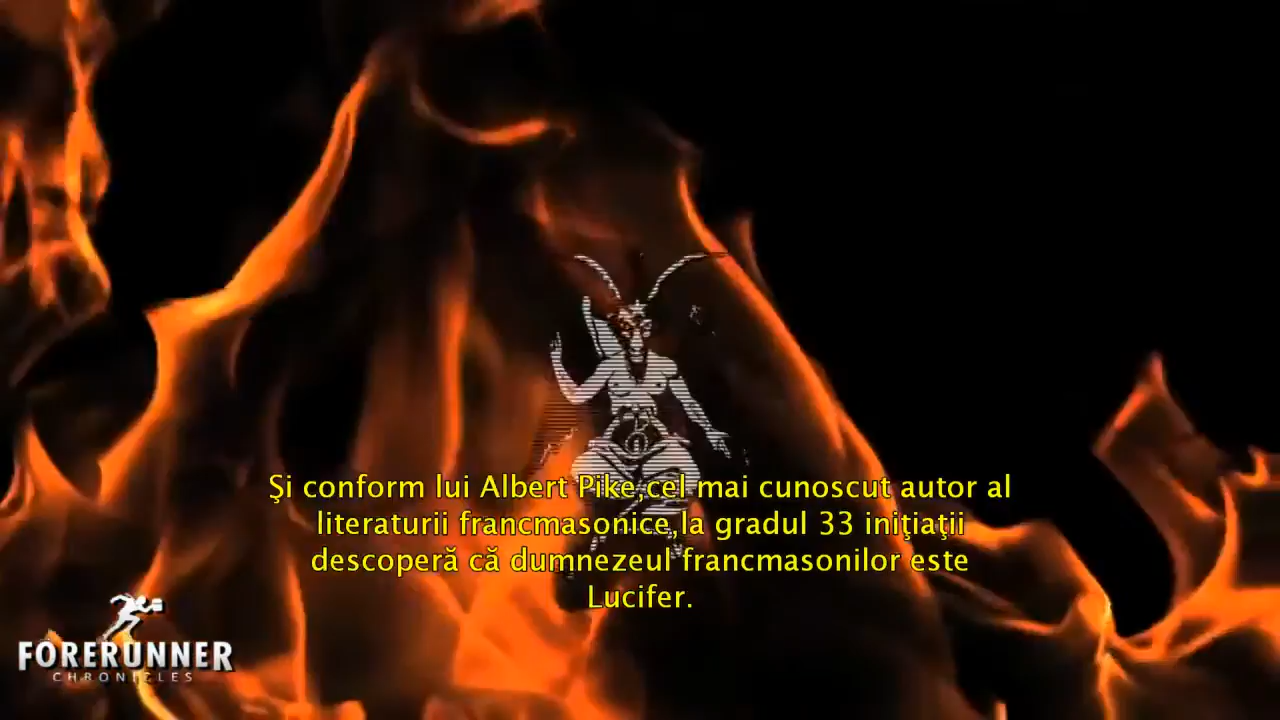 Şi conform lui Albert Pike,cel mai cunoscut autor al
literaturii francmasonice,la gradul 33 iniţiaţii
descoperă că dumnezeul francmasonilor este
Lucifer.
FORERUNNER
CHRONICLES